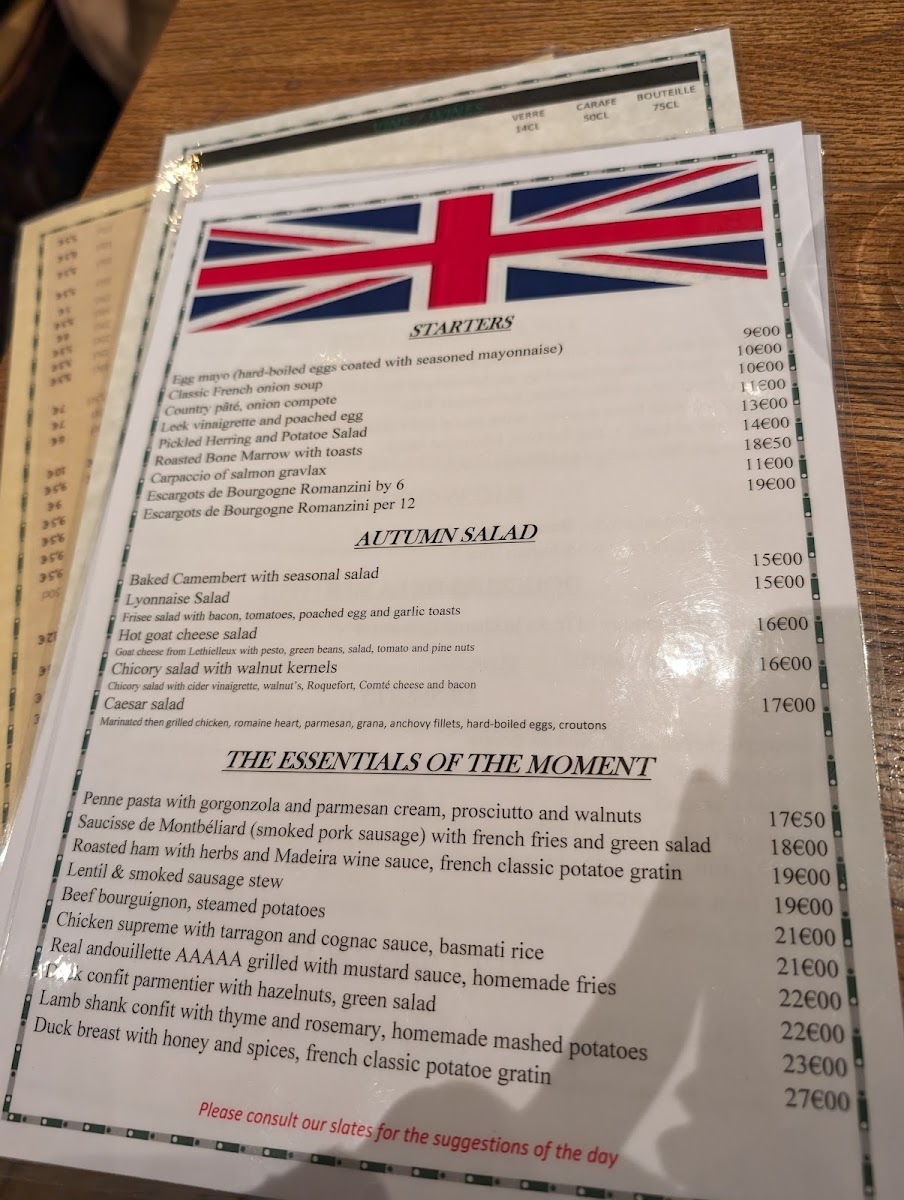 VERRE 14CL
CARAFE 50CL
BOUTEILLE 75CL
STARTERS
Egg mayo (hard-boiled eggs coated with seasoned mayonnaise) 9€00
Classic French onion soup 10€00
Country pâté, onion compote 10€00
Leek vinaigrette and poached egg 11€00
Pickled Herring and Potatoe Salad 13€00
Roasted Bone Marrow with toasts 14€00
Carpaccio of salmon gravlax 18€50
Escargots de Bourgogne Romanzini by 6 11€00
Escargots de Bourgogne Romanzini per 12 19€00
AUTUMN SALAD
Baked Camembert with seasonal salad 15€00
Lyonnaise Salad 15€00
Frisee salad with bacon, tomatoes, poached egg and garlic toasts
Hot goat cheese salad 16€00
Goat cheese from Lethielleux with pesto, green beans, salad, tomato and pine nuts
Chicory salad with walnut kernels 16€00
Chicory salad with cider vinaigrette, walnut's, Roquefort, Comté cheese and bacon
Caesar salad 17€00
Marinated then grilled chicken, romaine heart, parmesan, grana, anchovy fillets, hard-boiled eggs, croutons
THE ESSENTIALS OF THE MOMENT
Penne pasta with gorgonzola and parmesan cream, prosciutto and walnuts 17€50
Saucisse de Montbéliard (smoked pork sausage) with french fries and green salad 18€00
Roasted ham with herbs and Madeira wine sauce, french classic potatoe gratin 19€00
Lentil & smoked sausage stew 19€00
Beef bourguignon, steamed potatoes 21€00
Chicken supreme with tarragon and cognac sauce, basmati rice 21€00
Real andouillette AAAAA grilled with mustard sauce, homemade fries 22€00
Duck confit parmentier with hazelnuts, green salad 22€00
Lamb shank confit with thyme and rosemary, homemade mashed potatoes 23€00
Duck breast with honey and spices, french classic potatoe gratin 27€00
Please consult our slates for the suggestions of the day